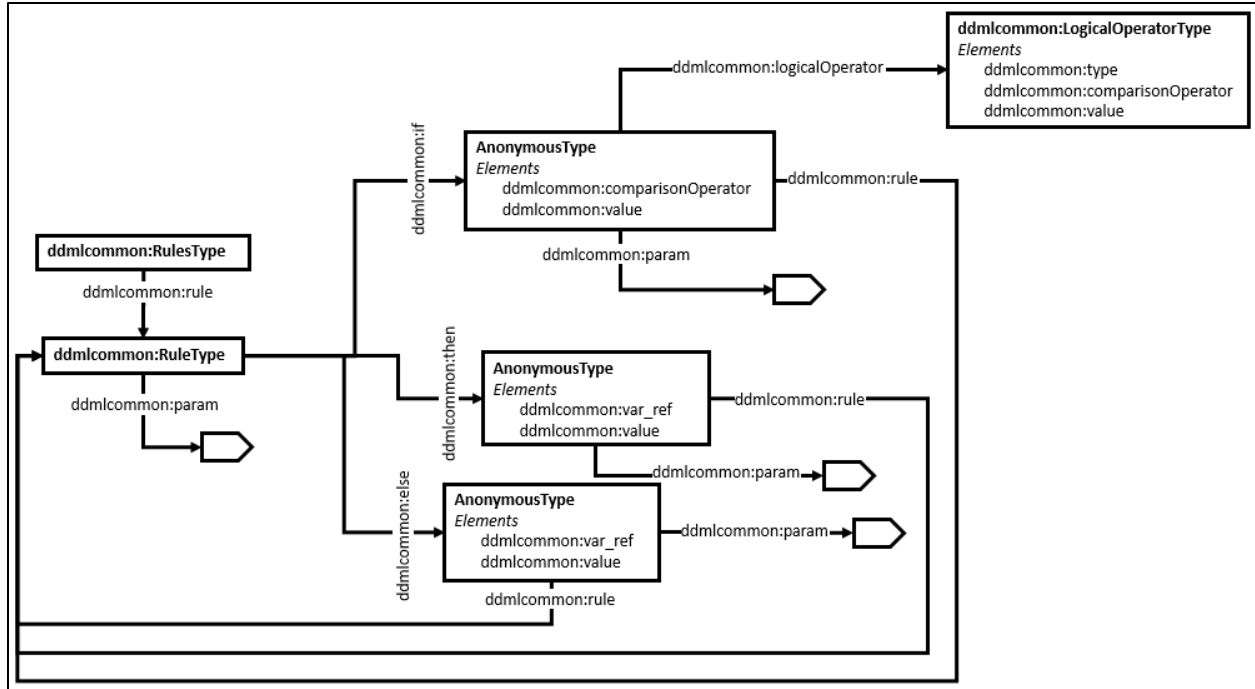 ddmlcommon:LogicalOperatorType
Elements
ddmlcommon:type
ddmlcommon:comparisonOperator
ddmlcommon:value
ddmlcommon:logicalOperator
ddmlcommon:if
AnonymousType
Elements
ddmlcommon:comparisonOperator
ddmlcommon:value
ddmlcommon:rule
ddmlcommon:param
ddmlcommon:RulesType
ddmlcommon:rule
ddmlcommon:RuleType
ddmlcommon:param
ddmlcommon:then
AnonymousType
Elements
ddmlcommon:var_ref
ddmlcommon:value
ddmlcommon:rule
ddmlcommon:param
ddmlcommon:else
AnonymousType
Elements
ddmlcommon:var_ref
ddmlcommon:value
ddmlcommon:param
ddmlcommon:rule